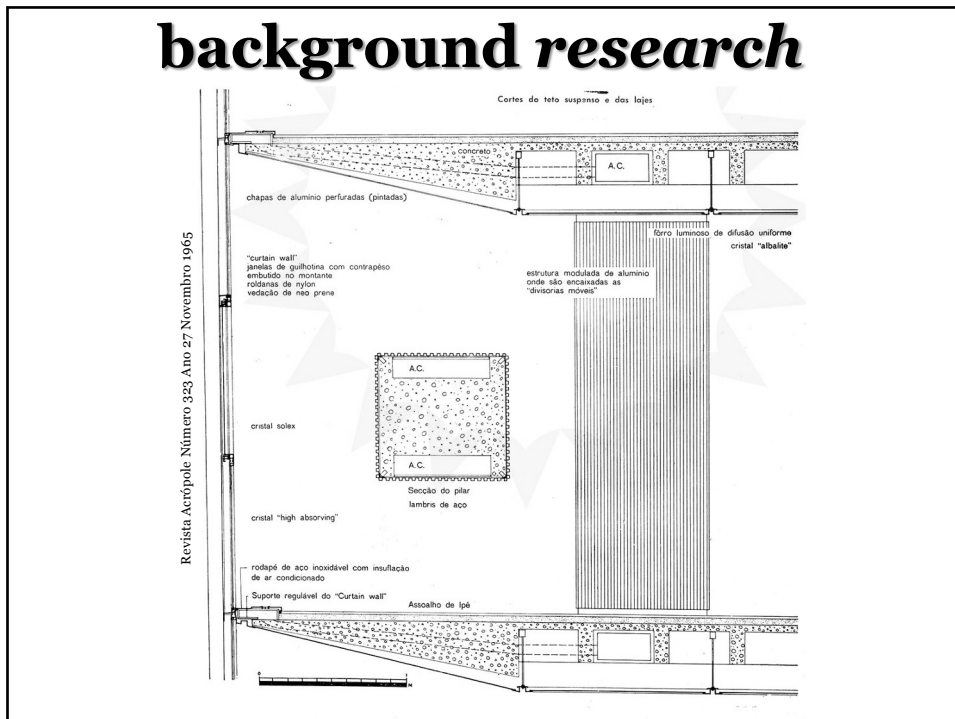 background research
Cortes do teto suspenso e das lajes
concreto
A.C.
chapas de aluminio perfuradas (pintadas)
fôrro luminoso de difusão uniforme
cristal "albalite"
"curtain wall"
janelas de guilhotina com contrapêso
embutido no montante
roldanas de nylon
vedação de neo prene
estrutura modulada de aluminio
onde são encaixadas as
"divisorias móveis"
Revista Acrópole Número 323 Ano 27 Novembro 1965
A.C.
cristal solex
A.C.
Secção do pilar
lambris de aço
cristal "high absorving"
rodapé de aço inoxidável com insuflação
de ar condicionado
Suporte regulável do "Curtain wall"
Assoalho de Ipê